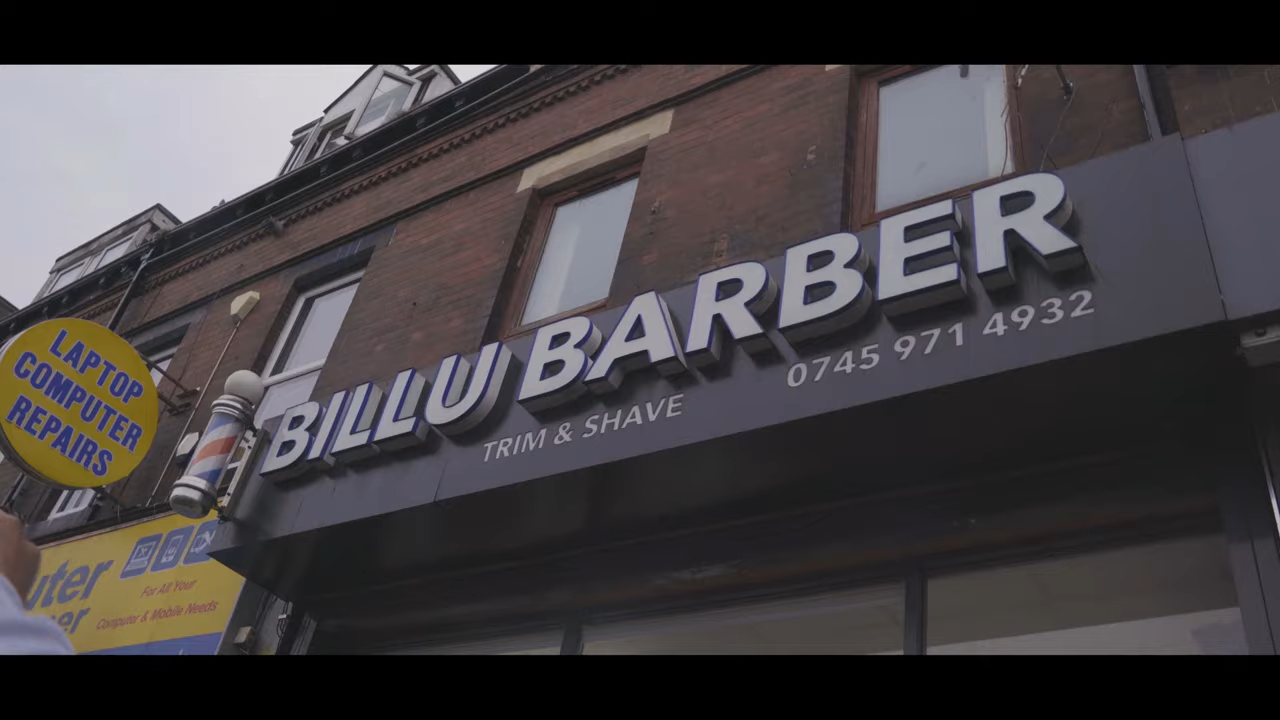 BILLU BARBER
TRIM & SHAVE
0745 971 4932
LAPTOP
COMPUTER
REPAIRS
For All Your
Computer & Mobile Needs